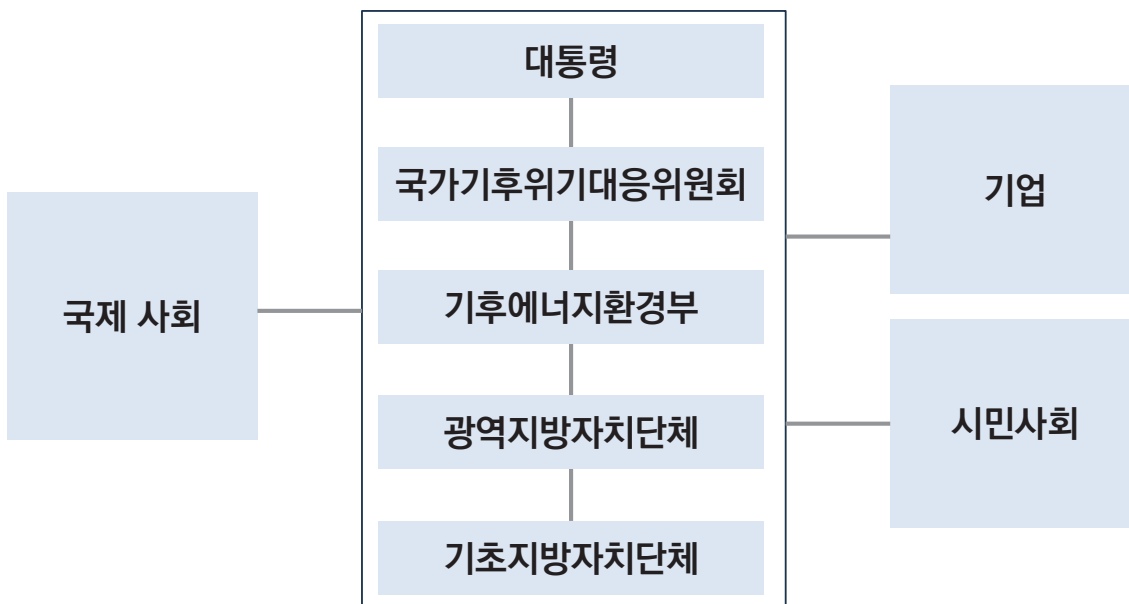 대통령
국가기후위기대응위원회
기후에너지환경부
광역지방자치단체
기초지방자치단체
국제 사회
기업
시민사회